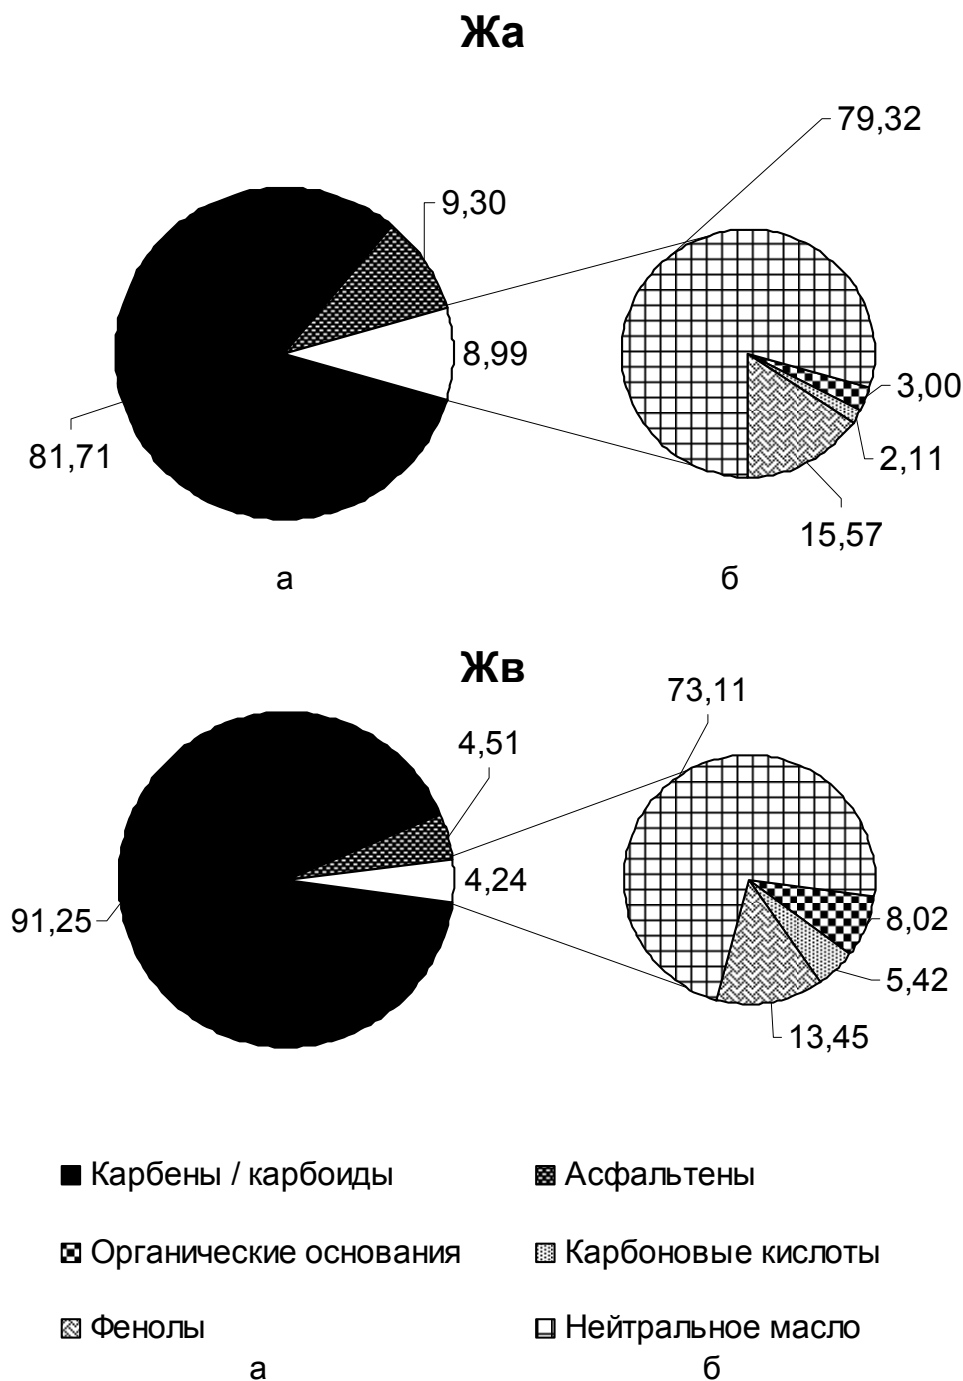 Жа
79,32
9,30
8,99
3,00
81,71
2,11
15,57
а б
Жв
73,11
4,51
4,24
91,25
8,02
5,42
13,45
Карбены / карбоиды Асфальтены
Органические основания Карбоновые кислоты
Фенолы Нейтральное масло
а б